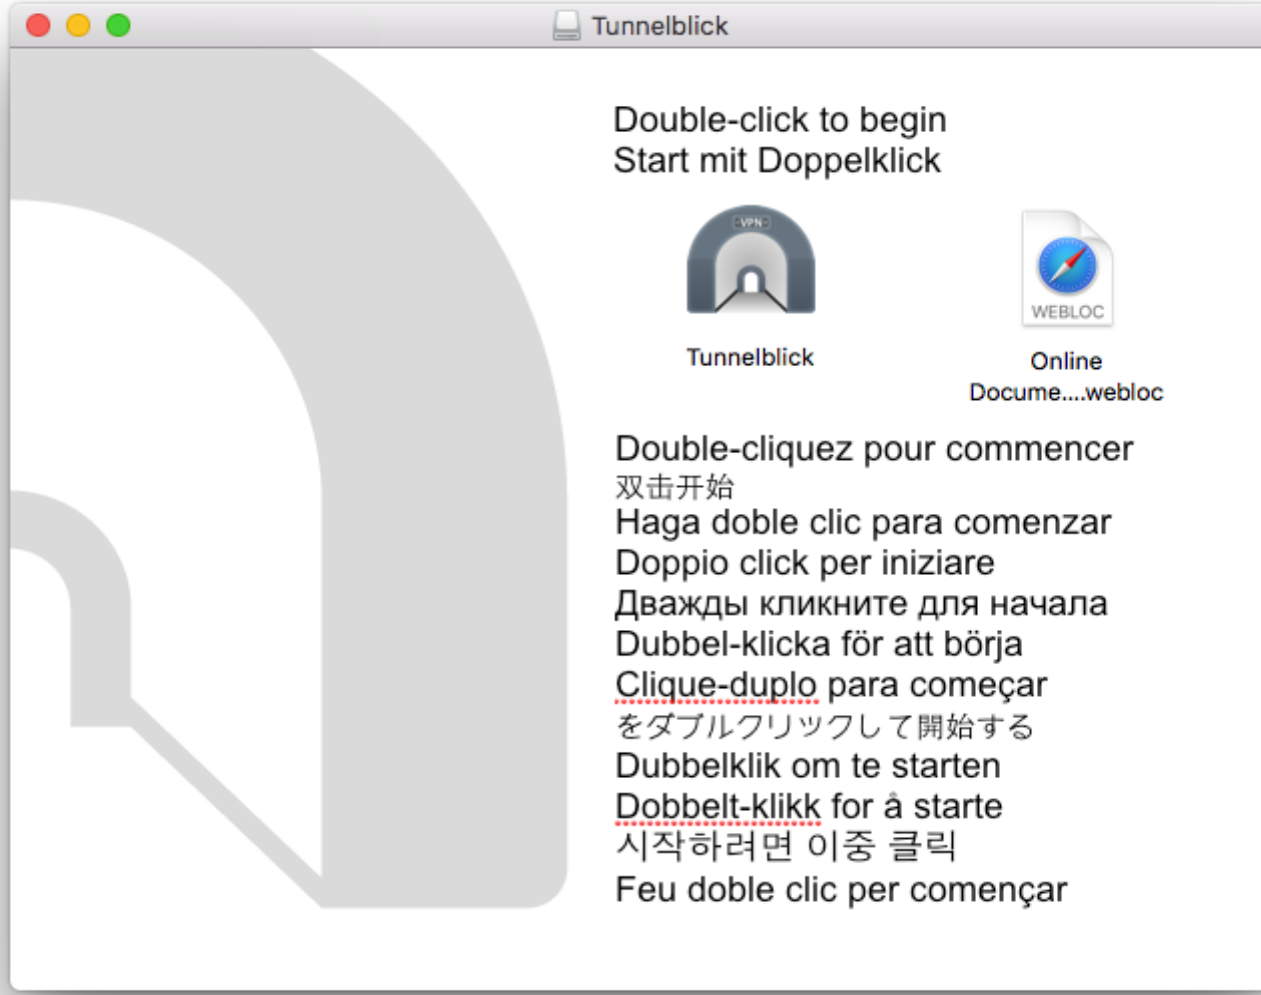 Tunnelblick
Double-click to begin
Start mit Doppelklick
VPN
WEBLOC
Tunnelblick
Online
Docume....webloc
Double-cliquez pour commencer
双击开始
Haga doble clic para comenzar
Doppio click per iniziare
Дважды кликните для начала
Dubbel-klicka för att börja
Clique-duplo para começar
をダブルクリックして開始する
Dubbelklik om te starten
Dobbelt-klikk for å starte
시작하려면 이중 클릭
Feu doble clic per començar